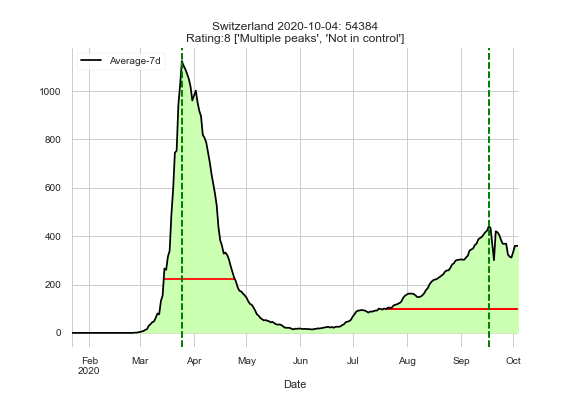 Switzerland 2020-10-04: 54384
Rating:8 ['Multiple peaks', 'Not in control']
Average-7d
1000
800
600
400
200
0
Feb Mar Apr May Jun Jul Aug Sep Oct
2020
Date